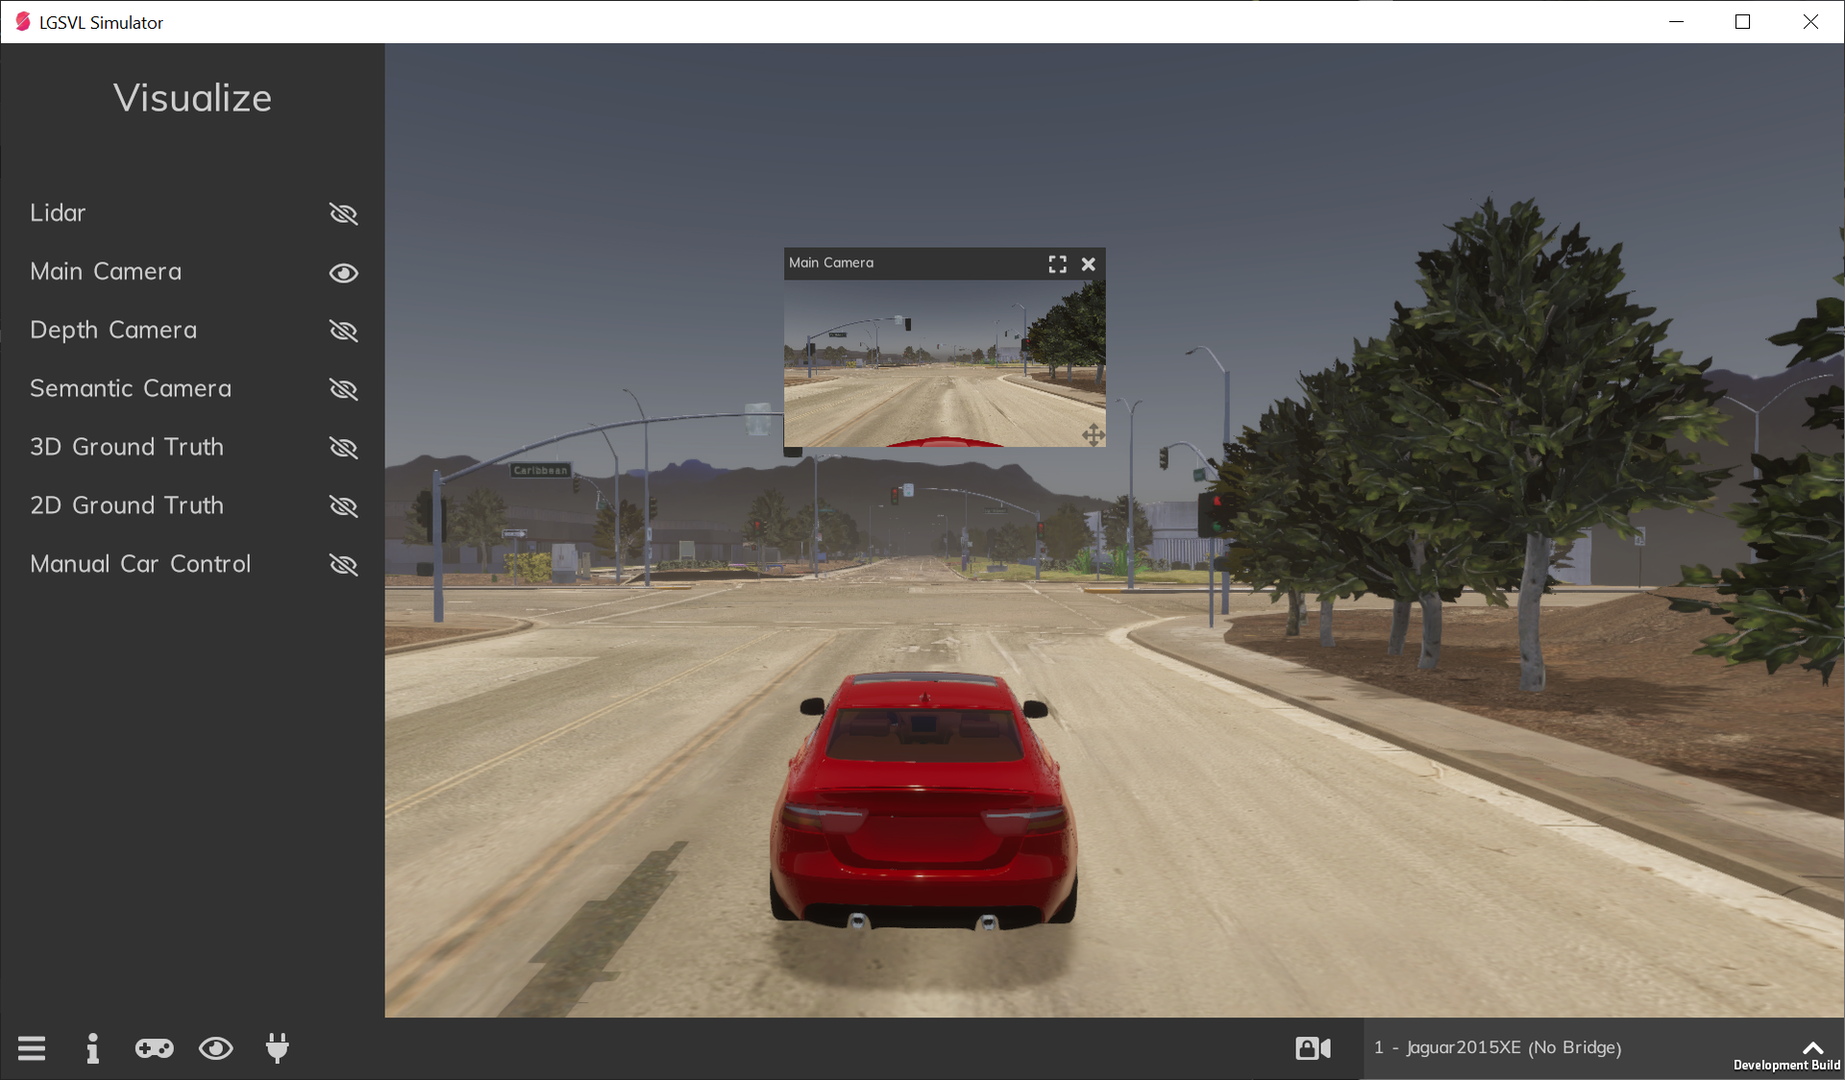 LGSVL Simulator
Visualize
Lidar
Main Camera
Depth Camera
Semantic Camera
3D Ground Truth
2D Ground Truth
Manual Car Control
Main Camera
Caribbean
1 - Jaguar2015XE (No Bridge)
Development Build